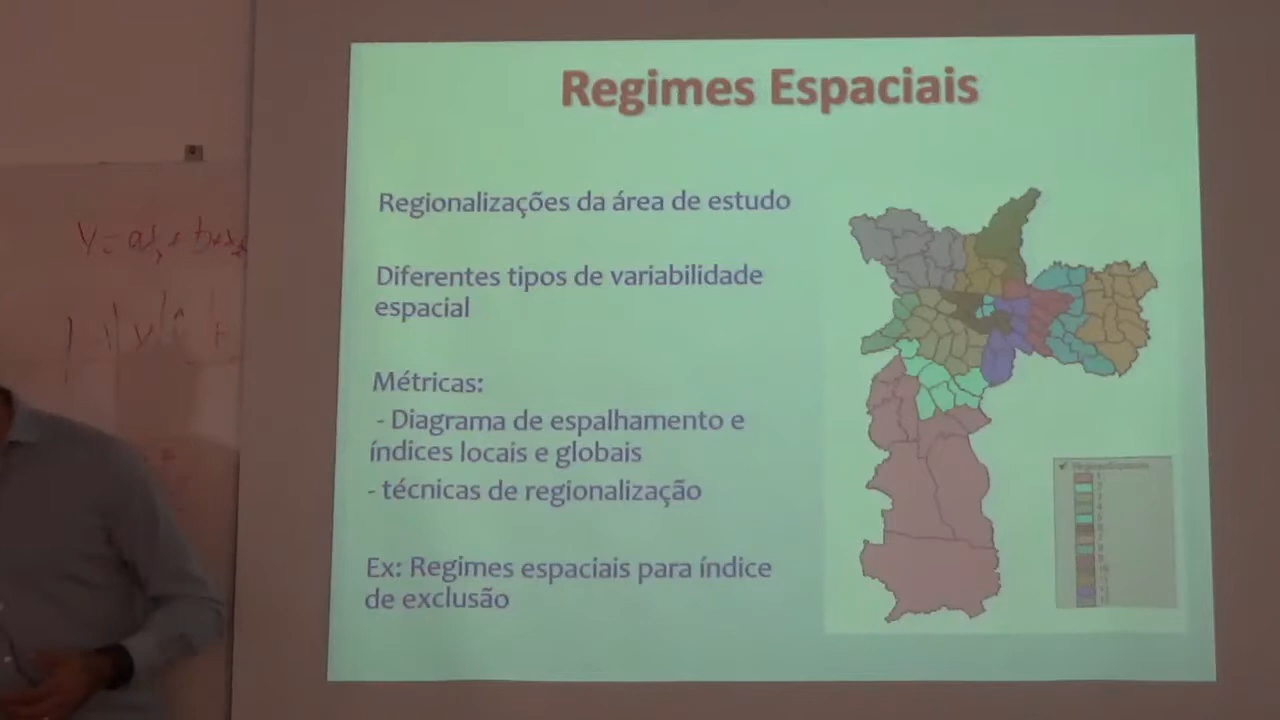 Regimes Espaciais
Regionalizações da área de estudo
Diferentes tipos de variabilidade
espacial
Métricas:
- Diagrama de espalhamento e
índices locais e globais
- técnicas de regionalização
Ex: Regimes espaciais para índice
de exclusão